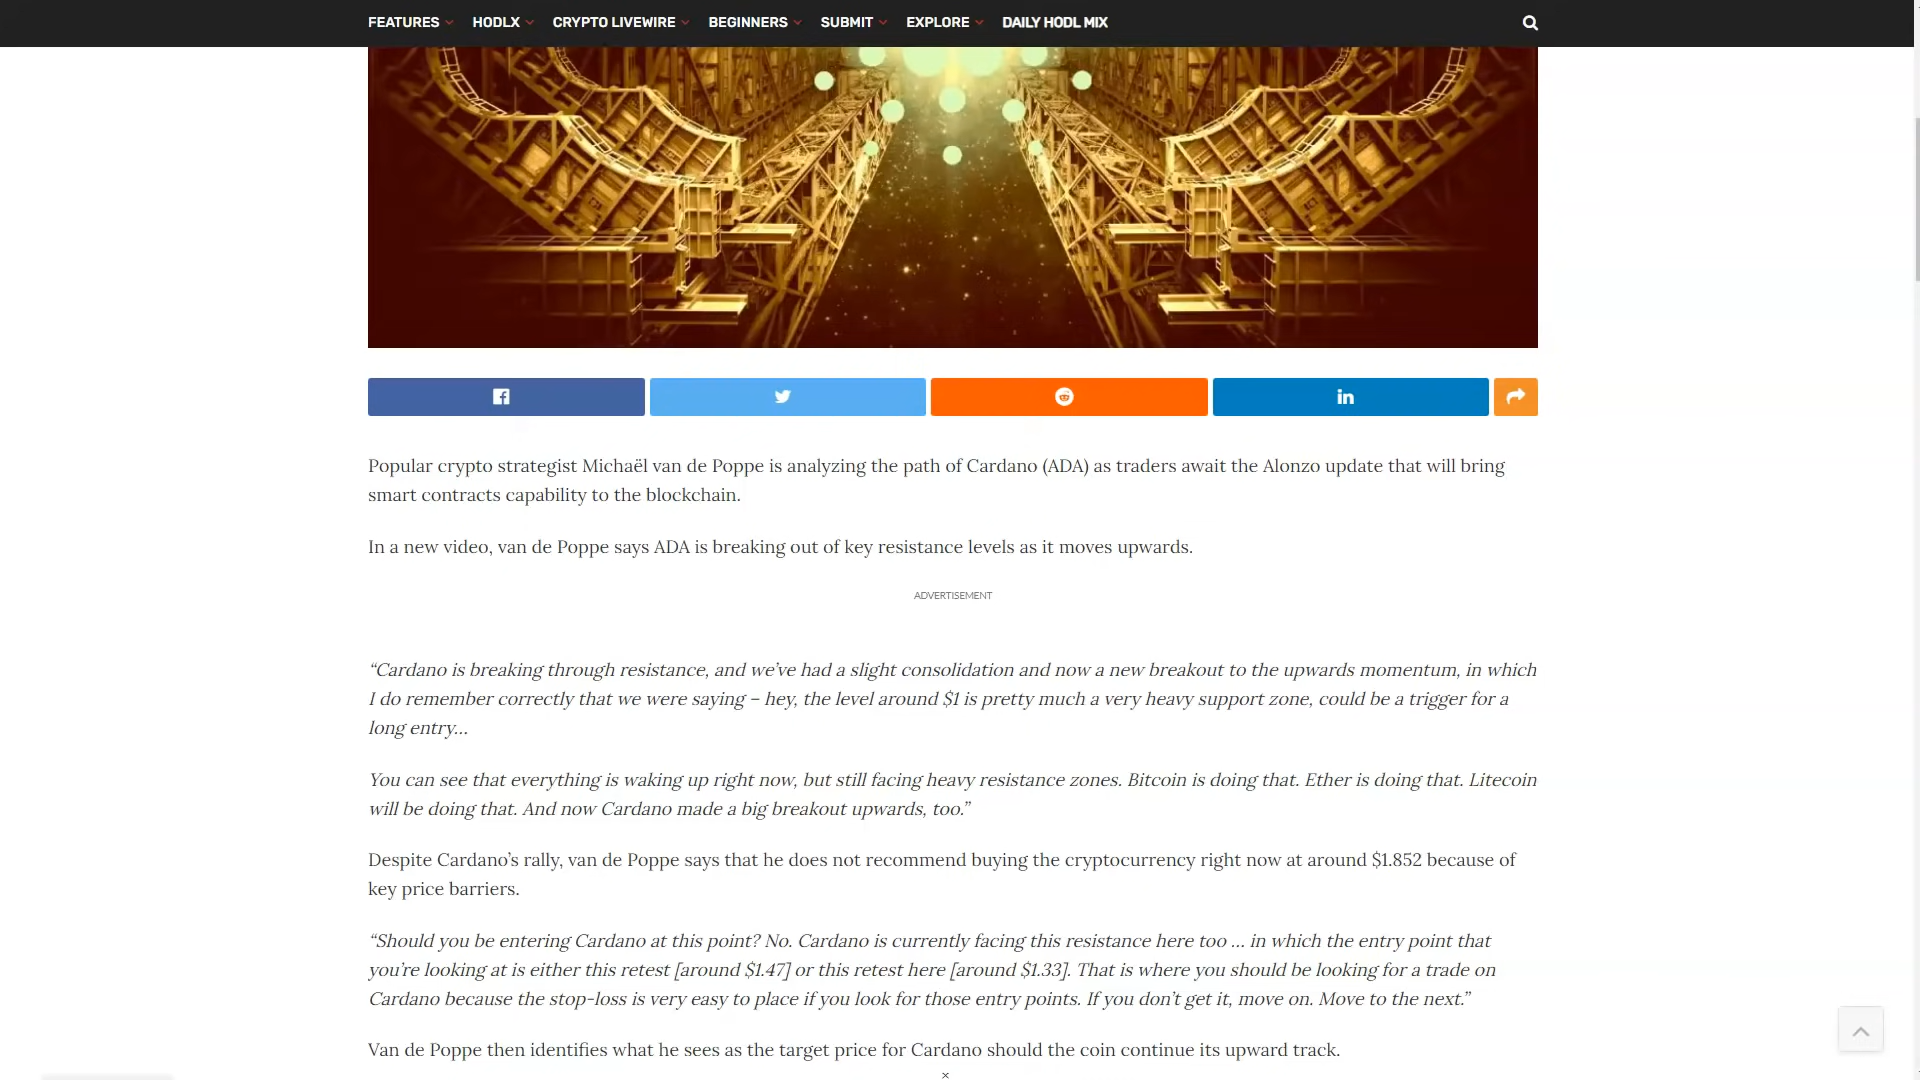 FEATURES HODLX CRYPTO LIVEWIRE BEGINNERS SUBMIT EXPLORE DAILY HODL MIX
Popular crypto strategist Michaël van de Poppe is analyzing the path of Cardano (ADA) as traders await the Alonzo update that will bring
smart contracts capability to the blockchain.
In a new video, van de Poppe says ADA is breaking out of key resistance levels as it moves upwards.
ADVERTISEMENT
“Cardano is breaking through resistance, and we’ve had a slight consolidation and now a new breakout to the upwards momentum, in which
I do remember correctly that we were saying – hey, the level around $1 is pretty much a very heavy support zone, could be a trigger for a
long entry…
You can see that everything is waking up right now, but still facing heavy resistance zones. Bitcoin is doing that. Ether is doing that. Litecoin
will be doing that. And now Cardano made a big breakout upwards, too.”
Despite Cardano’s rally, van de Poppe says that he does not recommend buying the cryptocurrency right now at around $1.852 because of
key price barriers.
“Should you be entering Cardano at this point? No. Cardano is currently facing this resistance here too … in which the entry point that
you’re looking at is either this retest [around $1.47] or this retest here [around $1.33]. That is where you should be looking for a trade on
Cardano because the stop-loss is very easy to place if you look for those entry points. If you don’t get it, move on. Move to the next.”
Van de Poppe then identifies what he sees as the target price for Cardano should the coin continue its upward track.